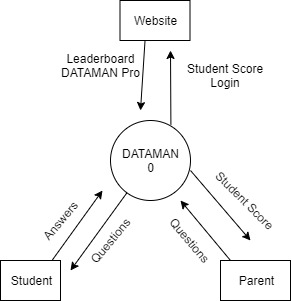 Website
Leaderboard
DATAMAN Pro
Student Score
Login
DATAMAN
0
Answers
Questions
Questions
Student Score
Student
Parent